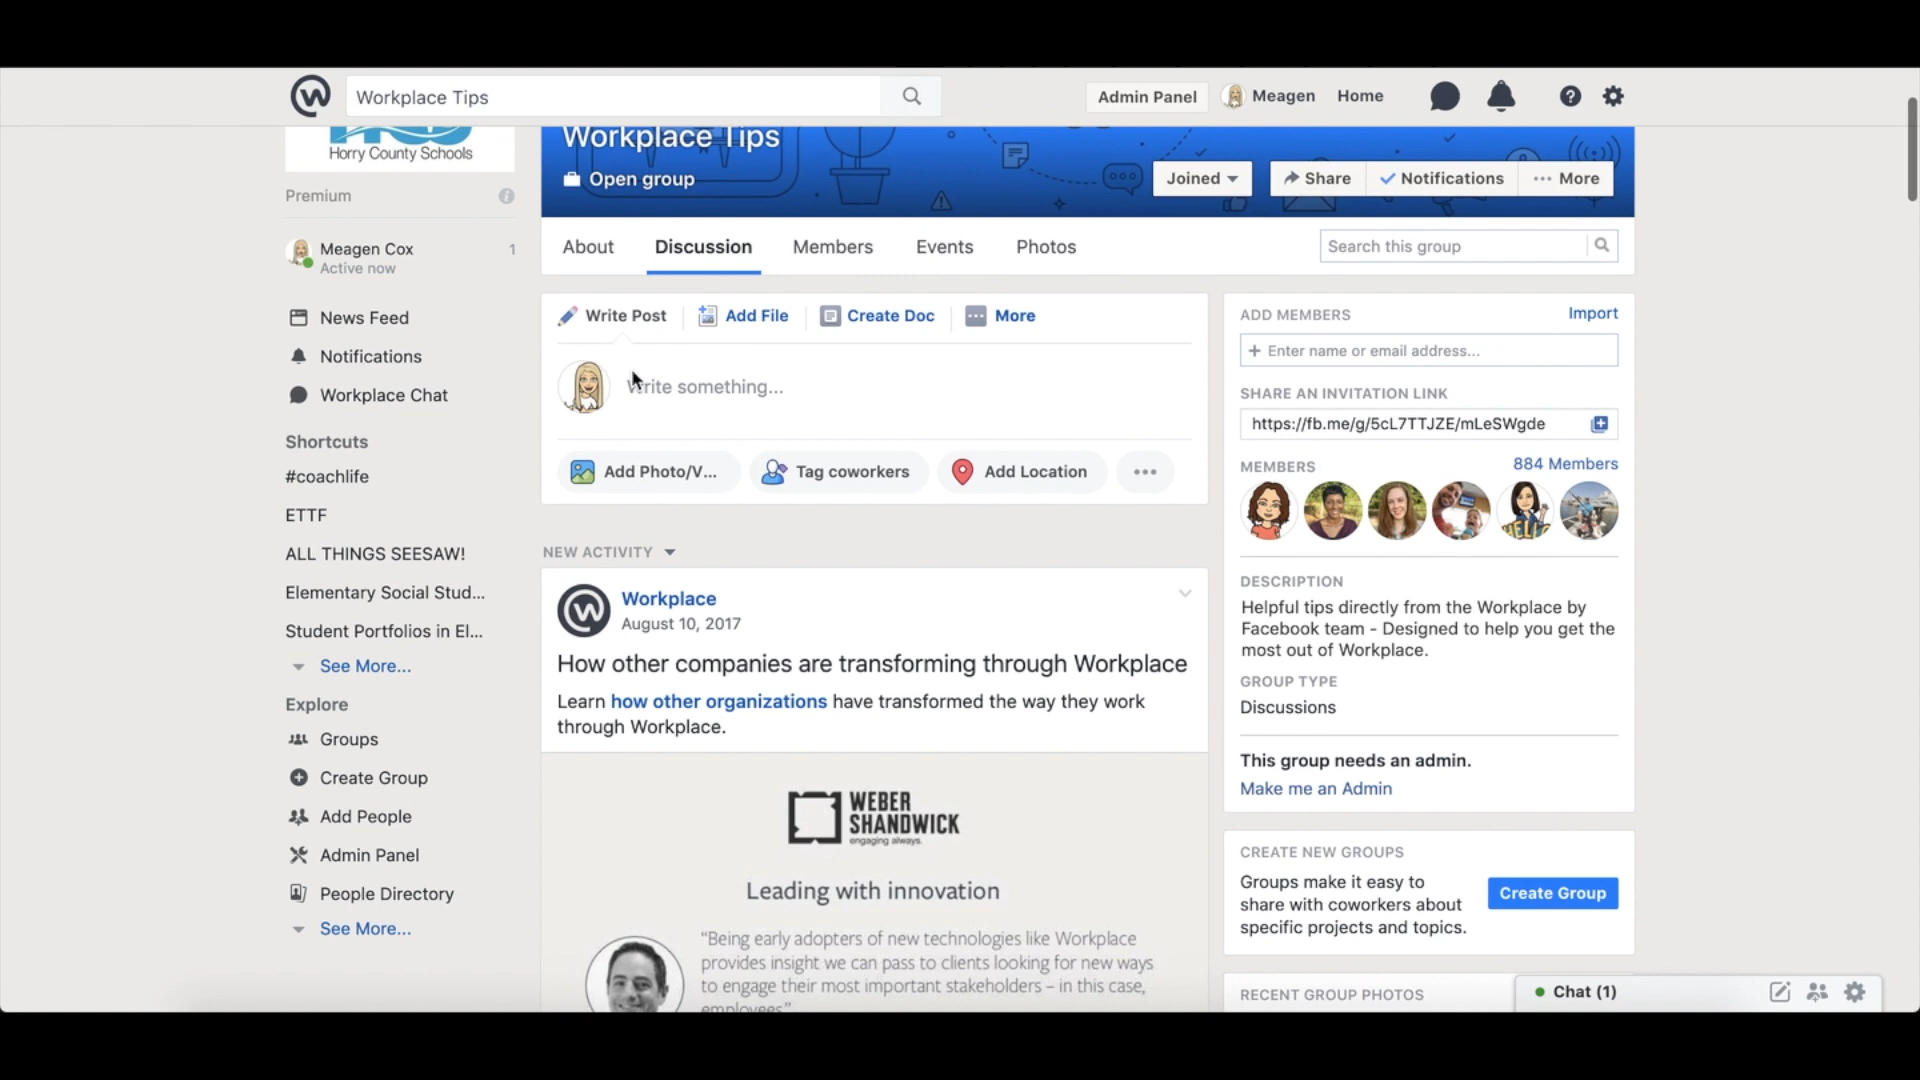 Workplace Tips
Admin Panel
Meagen
Home
Horry County Schools
Premium
Meagen Cox
1
Active now
News Feed
Notifications
Workplace Chat
Shortcuts
#coachlife
ETTF
ALL THINGS SEESAW!
Elementary Social Stud...
Student Portfolios in El...
See More...
Explore
Groups
Create Group
Add People
Admin Panel
People Directory
See More...
Workplace Tips
Open group
Joined
Share
Notifications
More
About
Discussion
Members
Events
Photos
Search this group
Write Post
Add File
Create Doc
More
Write something...
Add Photo/V...
Tag coworkers
Add Location
NEW ACTIVITY
Workplace
August 10, 2017
How other companies are transforming through Workplace
Learn how other organizations have transformed the way they work
through Workplace.
WEBER
SHANDWICK
engaging always.
Leading with innovation
“Being early adopters of new technologies like Workplace
provides insight we can pass to clients looking for new ways
to engage their most important stakeholders – in this case,
employees”
ADD MEMBERS
Import
+ Enter name or email address...
SHARE AN INVITATION LINK
https://fb.me/g/5cL7TTJZE/mLeSWgde
MEMBERS
884 Members
DESCRIPTION
Helpful tips directly from the Workplace by
Facebook team - Designed to help you get the
most out of Workplace.
GROUP TYPE
Discussions
This group needs an admin.
Make me an Admin
CREATE NEW GROUPS
Groups make it easy to
share with coworkers about
specific projects and topics.
Create Group
RECENT GROUP PHOTOS
Chat (1)